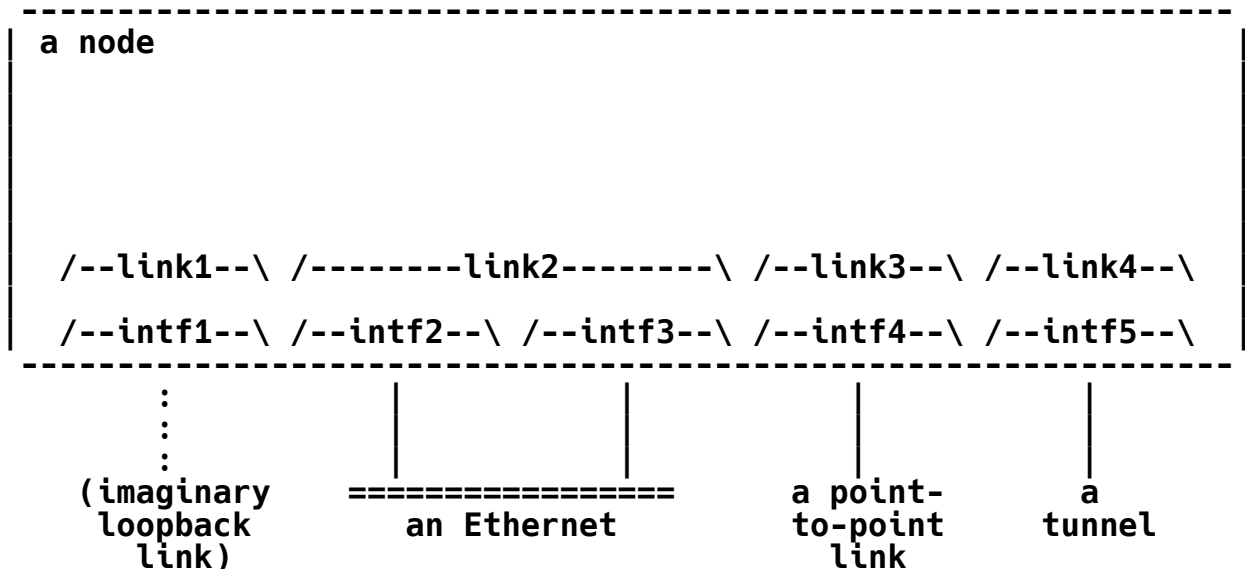 a node
/--link1--\ /--------link2--------\ /--link3--\ /--link4--\
/--intf1--\ /--intf2--\ /--intf3--\ /--intf4--\ /--intf5--\
(imaginary ================= a point- a
loopback an Ethernet to-point tunnel
link) link